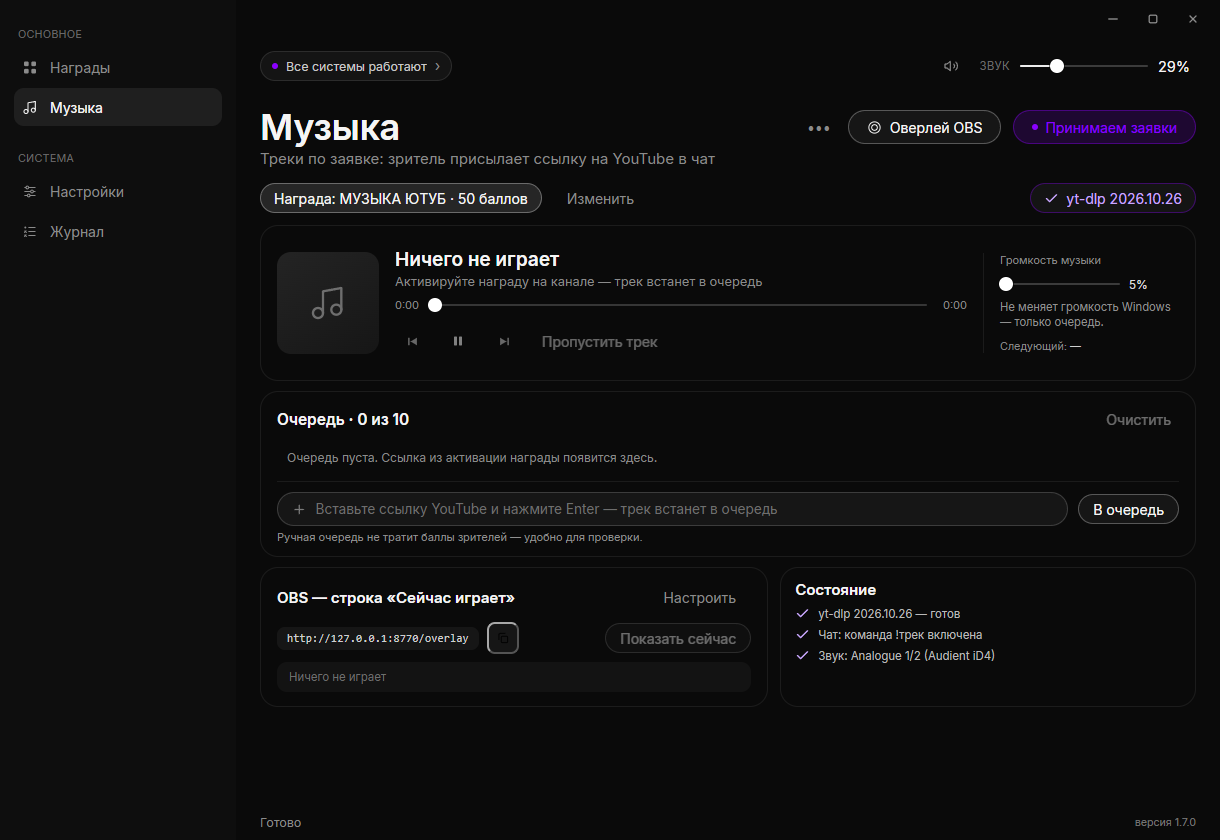 ОСНОВНОЕ
Награды
Музыка
СИСТЕМА
Настройки
Журнал
Все системы работают
ЗВУК
29%
Музыка
Треки по заявке: зритель присылает ссылку на YouTube в чат
Оверлей OBS
Принимаем заявки
Награда: МУЗЫКА ЮТУБ · 50 баллов
Изменить
yt-dlp 2026.10.26
Ничего не играет
Активируйте награду на канале — трек встанет в очередь
0:00
0:00
Пропустить трек
Громкость музыки
5%
Не меняет громкость Windows
— только очередь.
Следующий: —
Очередь · 0 из 10
Очистить
Очередь пуста. Ссылка из активации награды появится здесь.
Вставьте ссылку YouTube и нажмите Enter — трек встанет в очередь
В очередь
Ручная очередь не тратит баллы зрителей — удобно для проверки.
OBS — строка «Сейчас играет»
Настроить
http://127.0.0.1:8770/overlay
Показать сейчас
Ничего не играет
Состояние
yt-dlp 2026.10.26 — готов
Чат: команда !трек включена
Звук: Analogue 1/2 (Audient iD4)
Готово
версия 1.7.0